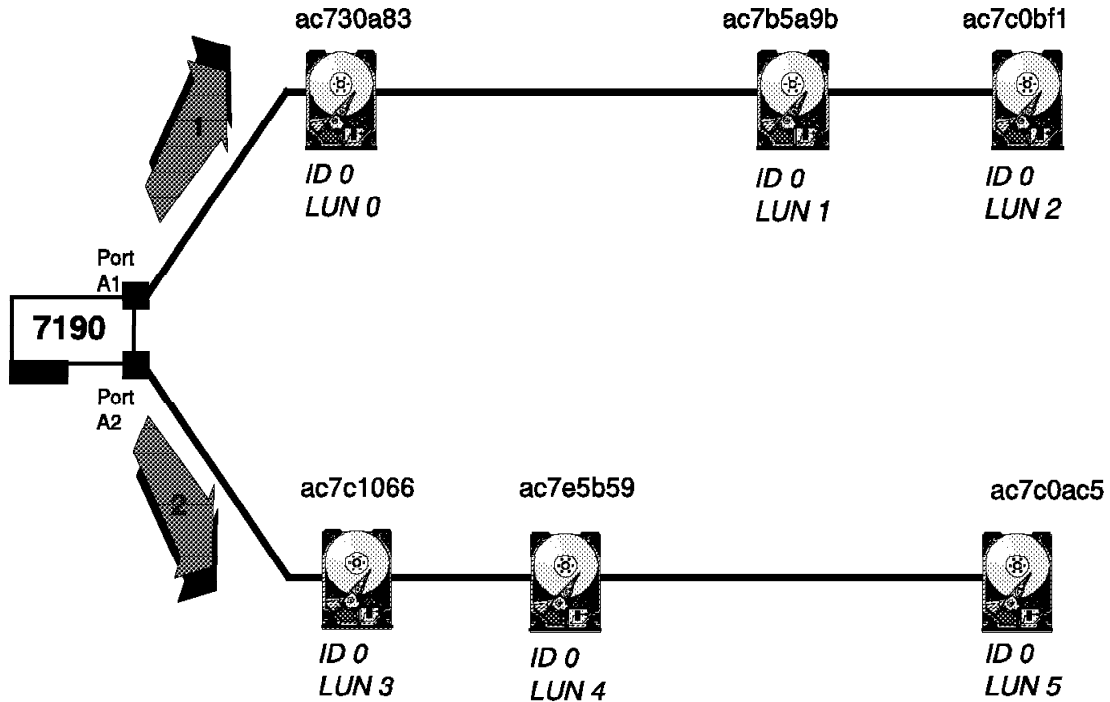 ac730a83
ac7b5a9b
ac7c0bf1
1
ID 0
LUN 0
ID 0
LUN 1
ID 0
LUN 2
Port
A1
7190
Port
A2
2
ac7c1066
ac7e5b59
ac7c0ac5
ID 0
LUN 3
ID 0
LUN 4
ID 0
LUN 5